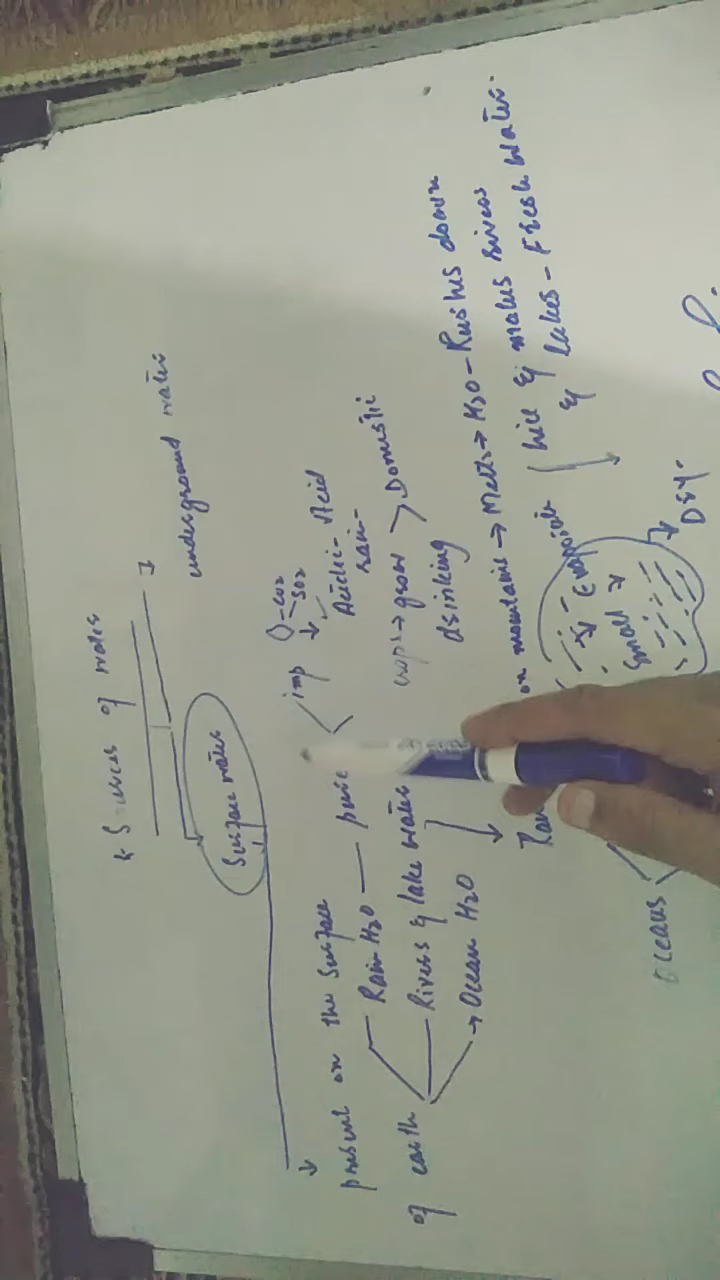 * Sources of water
underground water
Surface water
present on the surface
of earth
Rain H2O — pure
Rivers & lake water
→ Ocean H2O
imp
CO2
SO2
Acidic - Acid
rain -
crops → grow
drinking
Domestic
on mountains → Melts → H2O - Rushes down
hill & makes rivers
& lakes - Fresh Water.
Evaporate
Small
Dry.
oceans